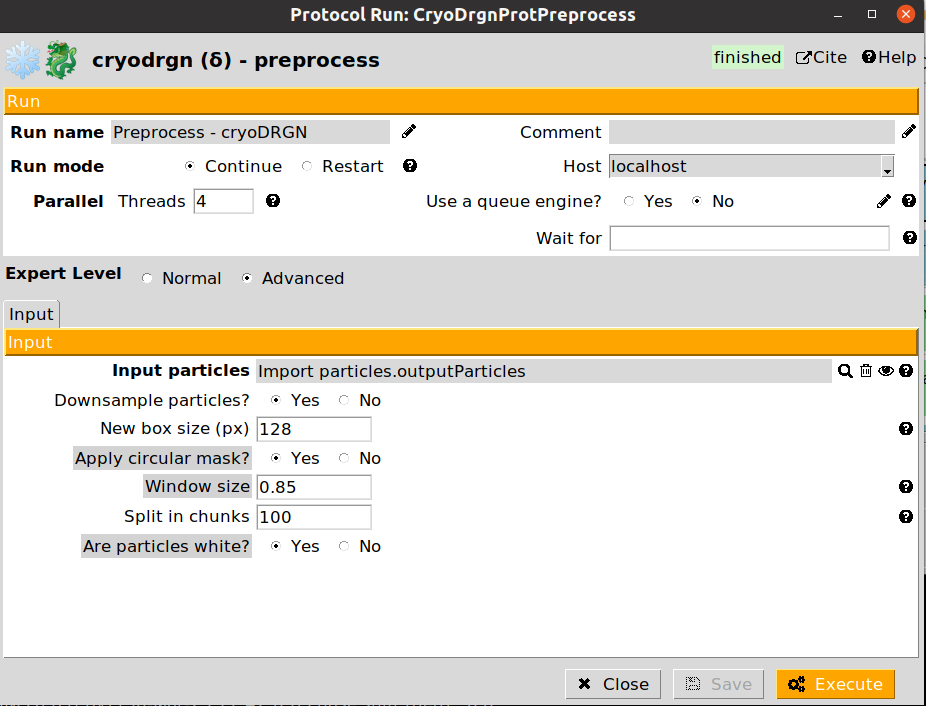 Protocol Run: CryoDrgnProtPreprocess
cryodrgn (δ) - preprocess finished Cite Help
Run
Run name Preprocess - cryoDRGN Comment
Run mode Continue Restart Host localhost
Parallel Threads 4 Use a queue engine? Yes No
Wait for
Expert Level Normal Advanced
Input
Input
Input particles Import particles.outputParticles
Downsample particles? Yes No
New box size (px) 128
Apply circular mask? Yes No
Window size 0.85
Split in chunks 100
Are particles white? Yes No
Close Save Execute